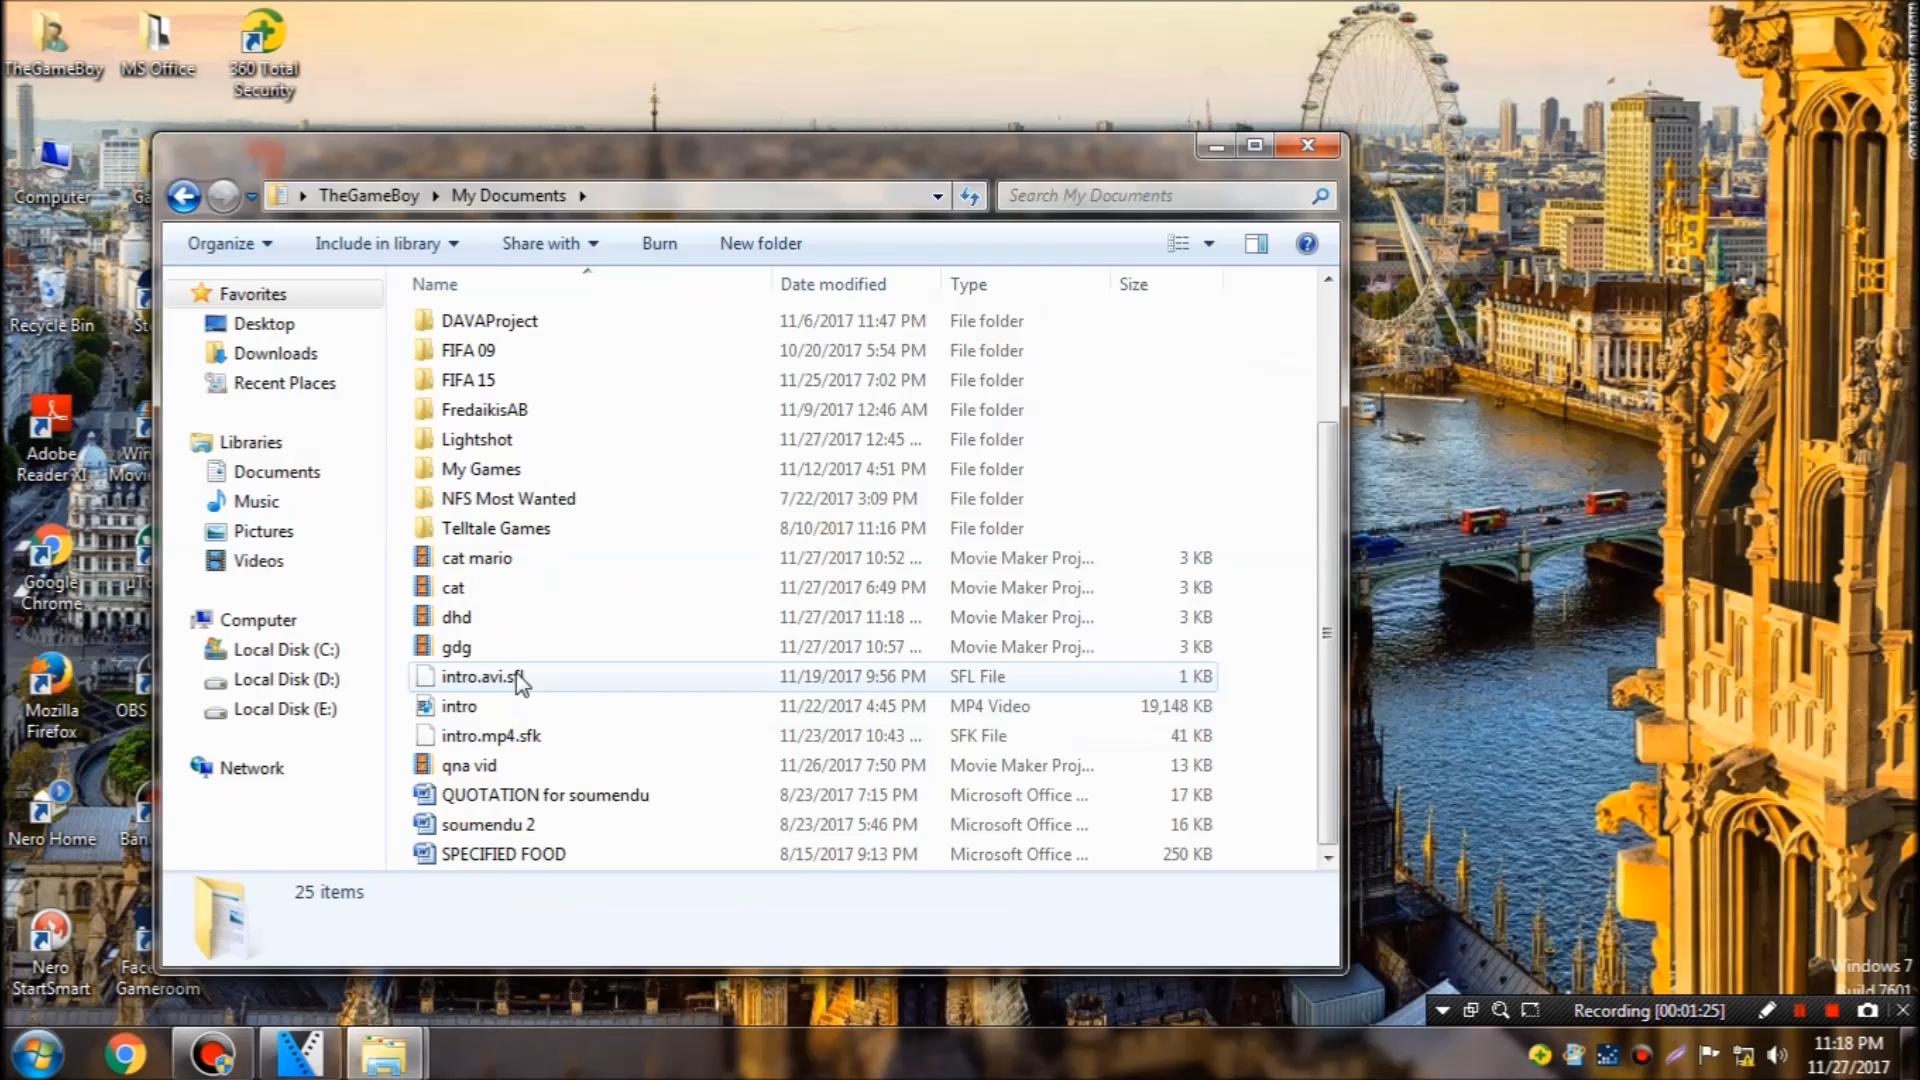 TheGameBoy
MS Office
360 Total
Security
Computer
Ga
Recycle Bin
St
Adobe
Reader XI
Win
Movi
Google
Chrome
µT
Mozilla
Firefox
OBS
Nero Home
Ban
Nero
StartSmart
Fac
Gameroom
TheGameBoy
My Documents
Search My Documents
Organize
Include in library
Share with
Burn
New folder
Favorites
Desktop
Downloads
Recent Places
Libraries
Documents
Music
Pictures
Videos
Computer
Local Disk (C:)
Local Disk (D:)
Local Disk (E:)
Network
Name Date modified Type Size
DAVAProject 11/6/2017 11:47 PM File folder
FIFA 09 10/20/2017 5:54 PM File folder
FIFA 15 11/25/2017 7:02 PM File folder
FredaikisAB 11/9/2017 12:46 AM File folder
Lightshot 11/27/2017 12:45 ... File folder
My Games 11/12/2017 4:51 PM File folder
NFS Most Wanted 7/22/2017 3:09 PM File folder
Telltale Games 8/10/2017 11:16 PM File folder
cat mario 11/27/2017 10:52 ... Movie Maker Proj... 3 KB
cat 11/27/2017 6:49 PM Movie Maker Proj... 3 KB
dhd 11/27/2017 11:18 ... Movie Maker Proj... 3 KB
gdg 11/27/2017 10:57 ... Movie Maker Proj... 3 KB
intro.avi.sfl 11/19/2017 9:56 PM SFL File 1 KB
intro 11/22/2017 4:45 PM MP4 Video 19,148 KB
intro.mp4.sfk 11/23/2017 10:43 ... SFK File 41 KB
qna vid 11/26/2017 7:50 PM Movie Maker Proj... 13 KB
QUOTATION for soumendu 8/23/2017 7:15 PM Microsoft Office ... 17 KB
soumendu 2 8/23/2017 5:46 PM Microsoft Office ... 16 KB
SPECIFIED FOOD 8/15/2017 9:13 PM Microsoft Office ... 250 KB
25 items
Windows 7
Build 7601
Recording [00:01:25]
11:18 PM
11/27/2017